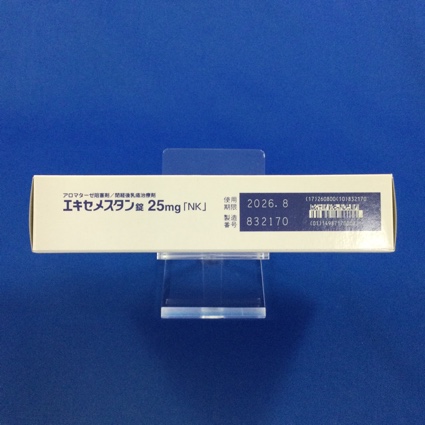 アロマターゼ阻害剤/閉経後乳癌治療剤
エキセメスタン錠 25mg「NK」
使用期限 2026.8
製造番号 832170
(17)260800(10)832170